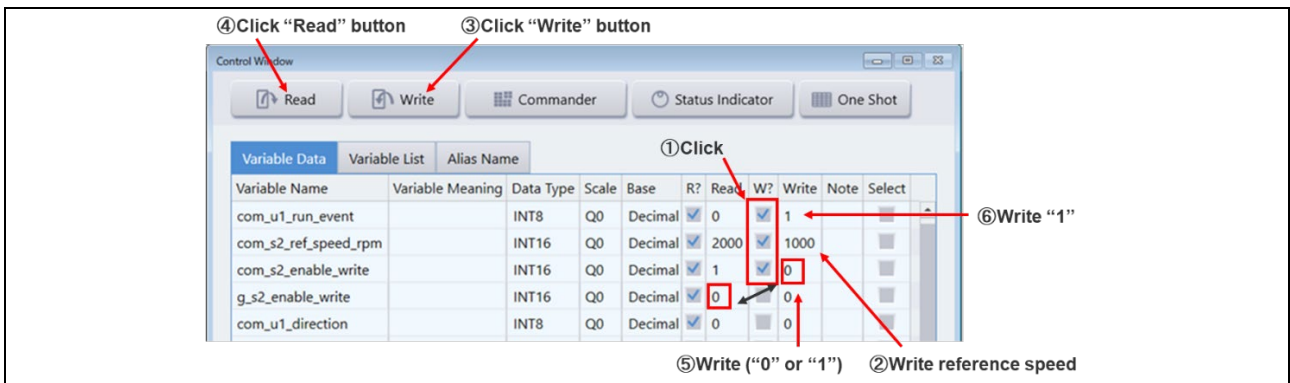 ④Click “Read” button ③Click “Write” button
Control Window
Read Write Commander Status Indicator One Shot
①Click
Variable Data Variable List Alias Name
Variable Name Variable Meaning Data Type Scale Base R? Read W? Write Note Select
com_u1_run_event INT8 Q0 Decimal 0 1
⑥Write “1”
com_s2_ref_speed_rpm INT16 Q0 Decimal 2000 1000
com_s2_enable_write INT16 Q0 Decimal 1 0
g_s2_enable_write INT16 Q0 Decimal 0 0
com_u1_direction INT8 Q0 Decimal 0 0
⑤Write (“0” or “1”) ②Write reference speed